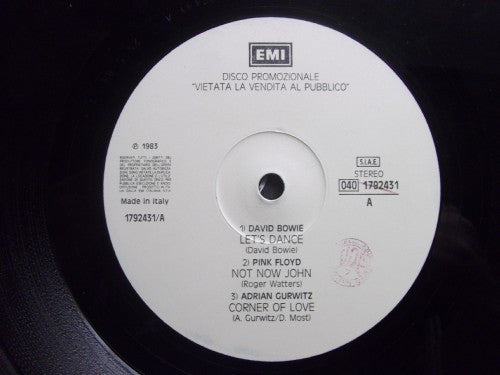 EMI
DISCO PROMOZIONALE
"VIETATA LA VENDITA AL PUBBLICO"
℗ 1983
Made in Italy
1792431/A
S.I.A.E.
STEREO
040 1792431
A
1) DAVID BOWIE
LET'S DANCE
(David Bowie)
2) PINK FLOYD
NOT NOW JOHN
(Roger Watters)
3) ADRIAN GURWITZ
CORNER OF LOVE
(A. Gurwitz/D. Most)